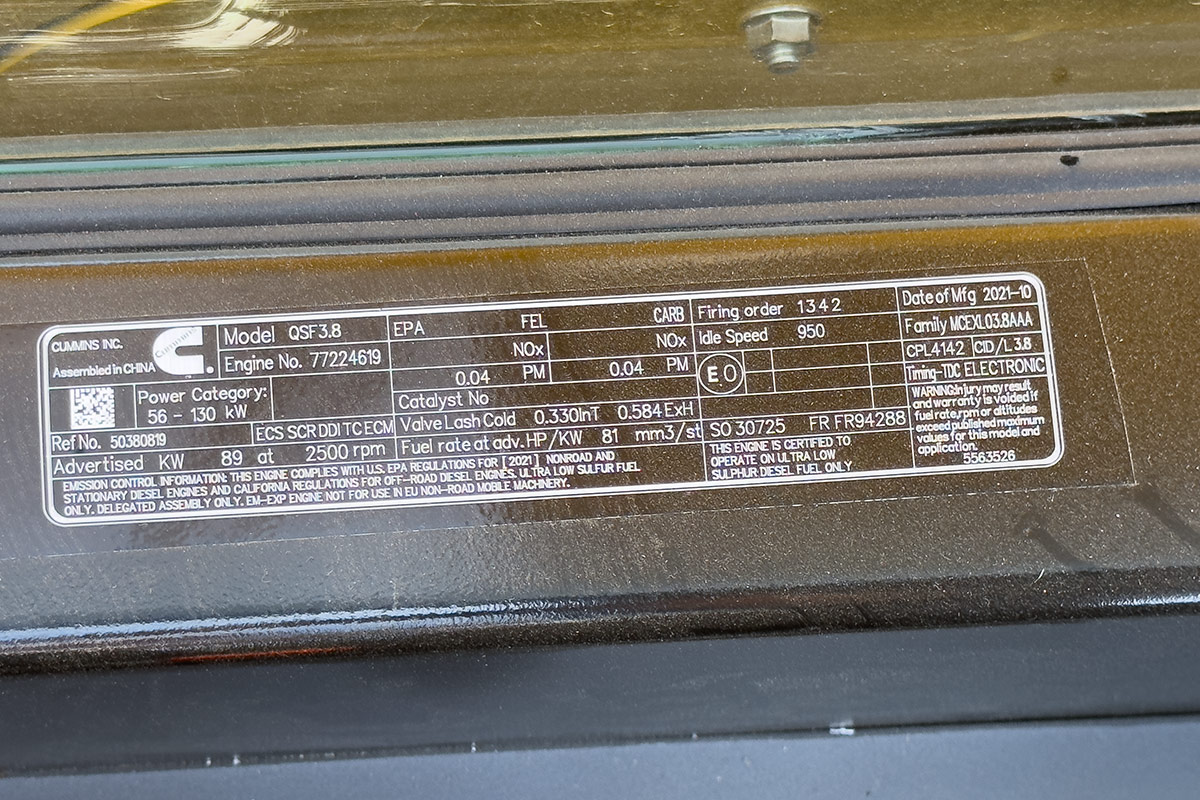 CUMMINS INC.
Assembled in CHINA
Cummins
Model QSF3.8
Engine No. 77224619
Power Category:
56 - 130 kW
Ref No. 50380819
ECS SCR DDI TC ECM
Advertised KW 89 at 2500 rpm
EPA FEL CARB
NOx NOx
0.04 PM 0.04 PM
Catalyst No
Valve Lash Cold 0.330InT 0.584ExH
Fuel rate at adv. HP/KW 81 mm3/st
Firing order 1342
Idle Speed 950
E 0
SO 30725 FR FR94288
THIS ENGINE IS CERTIFIED TO
OPERATE ON ULTRA LOW
SULPHUR DIESEL FUEL ONLY
Date of Mfg 2021-10
Family MCEXL03.8AAA
CPL4142 CID/L 3.8
Timing-TDC ELECTRONIC
WARNING:Injury may result
and warranty is voided if
fuel rate,rpm or altitudes
exceed published maximum
values for this model and
application.
5563526
EMISSION CONTROL INFORMATION: THIS ENGINE COMPLIES WITH U.S. EPA REGULATIONS FOR [ 2021 ] NONROAD AND
STATIONARY DIESEL ENGINES AND CALIFORNIA REGULATIONS FOR OFF-ROAD DIESEL ENGINES. ULTRA LOW SULFUR FUEL
ONLY. DELEGATED ASSEMBLY ONLY. EM-EXP ENGINE NOT FOR USE IN EU NON-ROAD MOBILE MACHINERY.